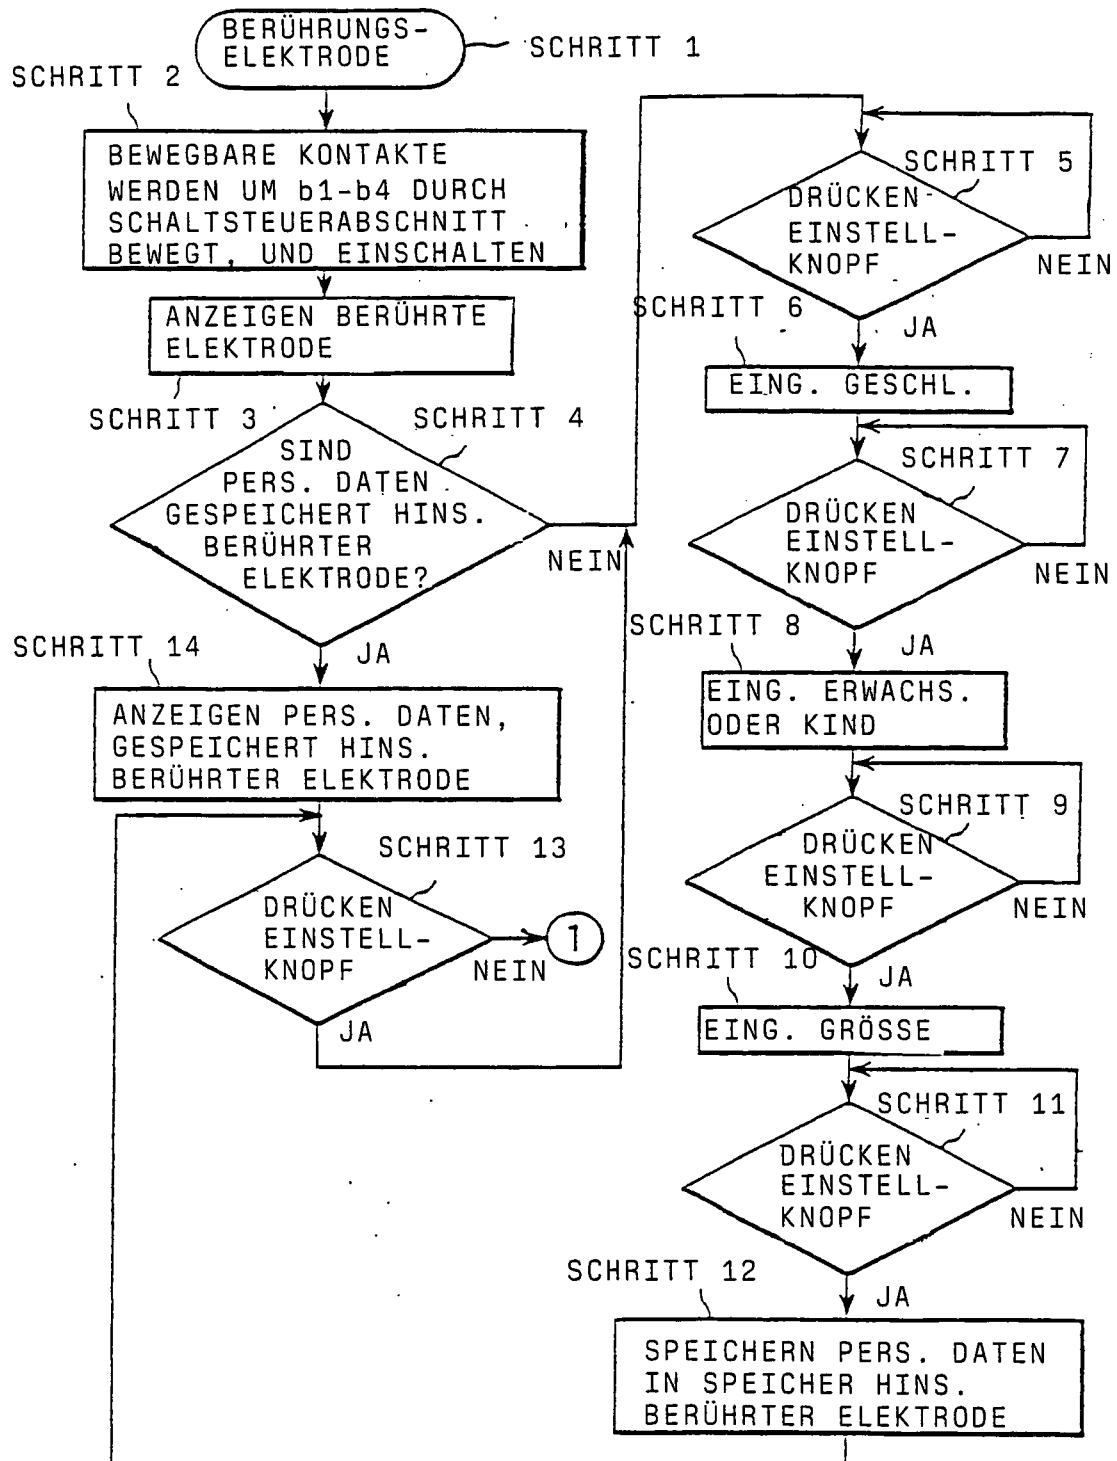 BERÜHRUNGS-
ELEKTRODE
SCHRITT 1
SCHRITT 2
BEWEGBARE KONTAKTE
WERDEN UM b1-b4 DURCH
SCHALTSTEUERABSCHNITT
BEWEGT, UND EINSCHALTEN
ANZEIGEN BERÜHRTE
ELEKTRODE
SCHRITT 3
SCHRITT 4
SIND
PERS. DATEN
GESPEICHERT HINS.
BERÜHRTER
ELEKTRODE?
NEIN
JA
SCHRITT 14
ANZEIGEN PERS. DATEN,
GESPEICHERT HINS.
BERÜHRTER ELEKTRODE
SCHRITT 13
DRÜCKEN
EINSTELL-
KNOPF
NEIN
1
JA
SCHRITT 5
DRÜCKEN
EINSTELL-
KNOPF
NEIN
JA
SCHRITT 6
EING. GESCHL.
SCHRITT 7
DRÜCKEN
EINSTELL-
KNOPF
NEIN
JA
SCHRITT 8
EING. ERWACHS.
ODER KIND
SCHRITT 9
DRÜCKEN
EINSTELL-
KNOPF
NEIN
JA
SCHRITT 10
EING. GRÖSSE
SCHRITT 11
DRÜCKEN
EINSTELL-
KNOPF
NEIN
JA
SCHRITT 12
SPEICHERN PERS. DATEN
IN SPEICHER HINS.
BERÜHRTER ELEKTRODE